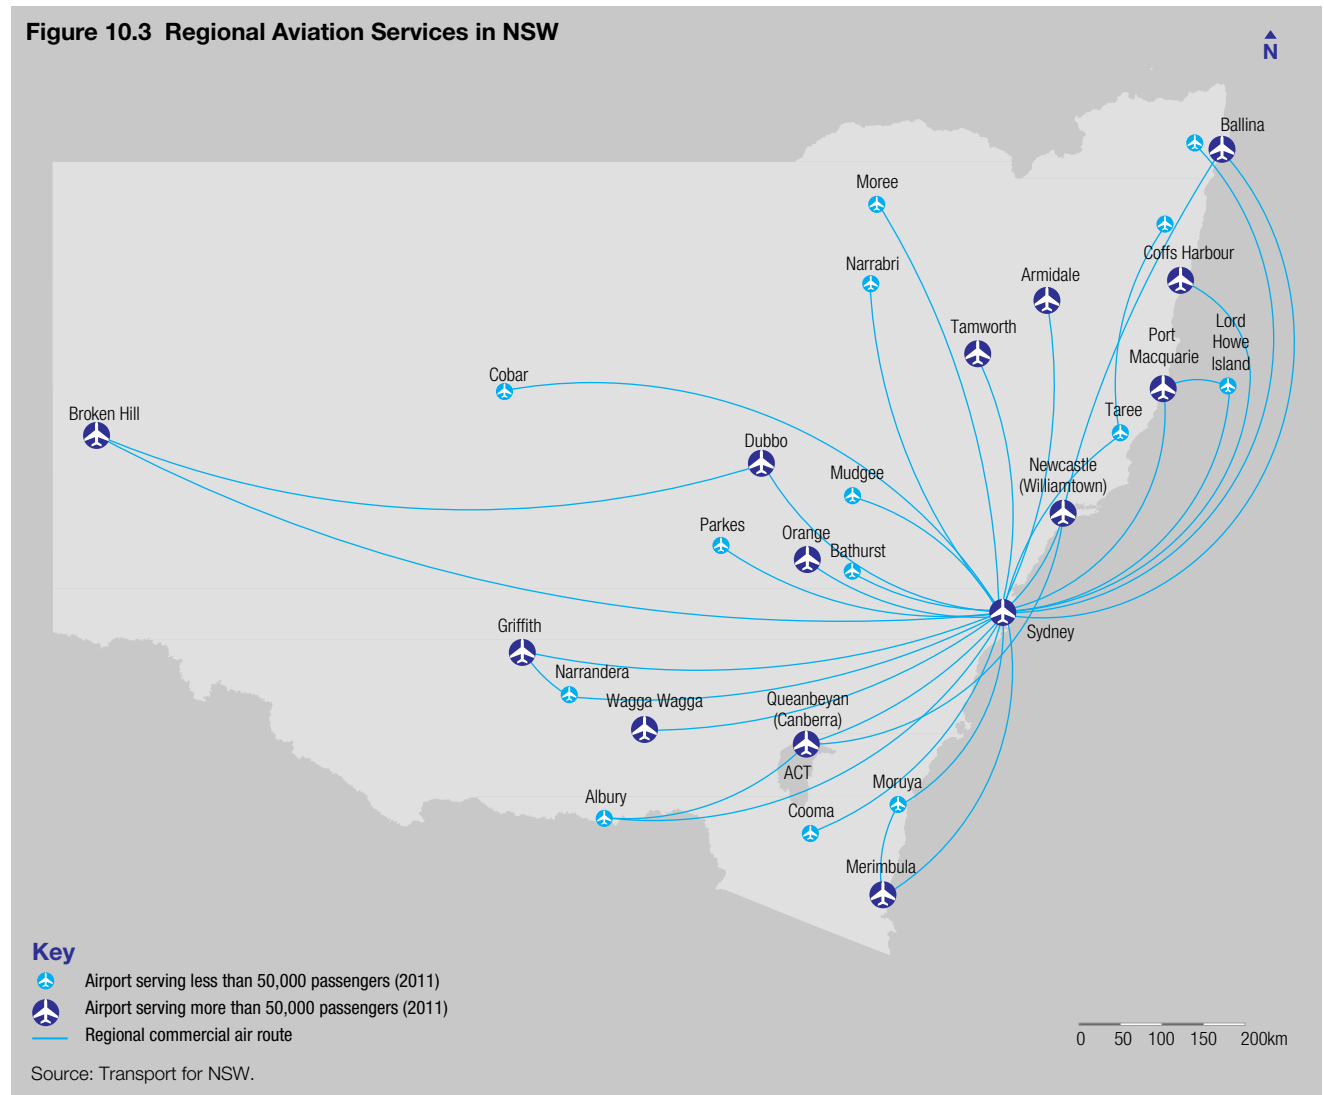 Figure 10.3 Regional Aviation Services in NSW
N
Ballina
Moree
Coffs Harbour
Narrabri
Armidale
Tamworth
Lord
Howe
Island
Port
Macquarie
Cobar
Broken Hill
Taree
Dubbo
Mudgee
Newcastle
(Williamtown)
Parkes
Orange
Bathurst
Griffith
Sydney
Narrandera
Wagga Wagga
Queanbeyan
(Canberra)
ACT
Moruya
Albury
Cooma
Merimbula
Key
Airport serving less than 50,000 passengers (2011)
Airport serving more than 50,000 passengers (2011)
Regional commercial air route
0 50 100 150 200km
Source: Transport for NSW.